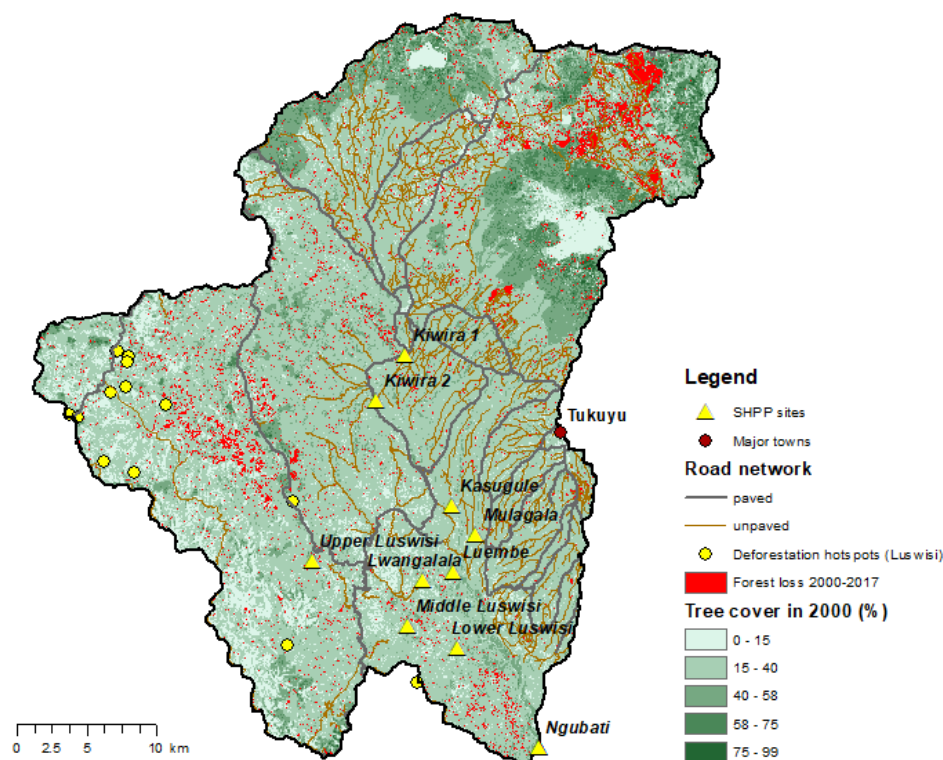 Kiwira 1
Kiwira 2
Tukuyu
Kasugule
Mulagala
Upper Luswisi
Luembe
Lwangalala
Middle Luswisi
Lower Luswisi
Ngubati
0 2.5 5 10 km
Legend
SHPP sites
Major towns
Road network
paved
unpaved
Deforestation hotspots (Luswisi)
Forest loss 2000-2017
Tree cover in 2000 (%)
0 - 15
15 - 40
40 - 58
58 - 75
75 - 99